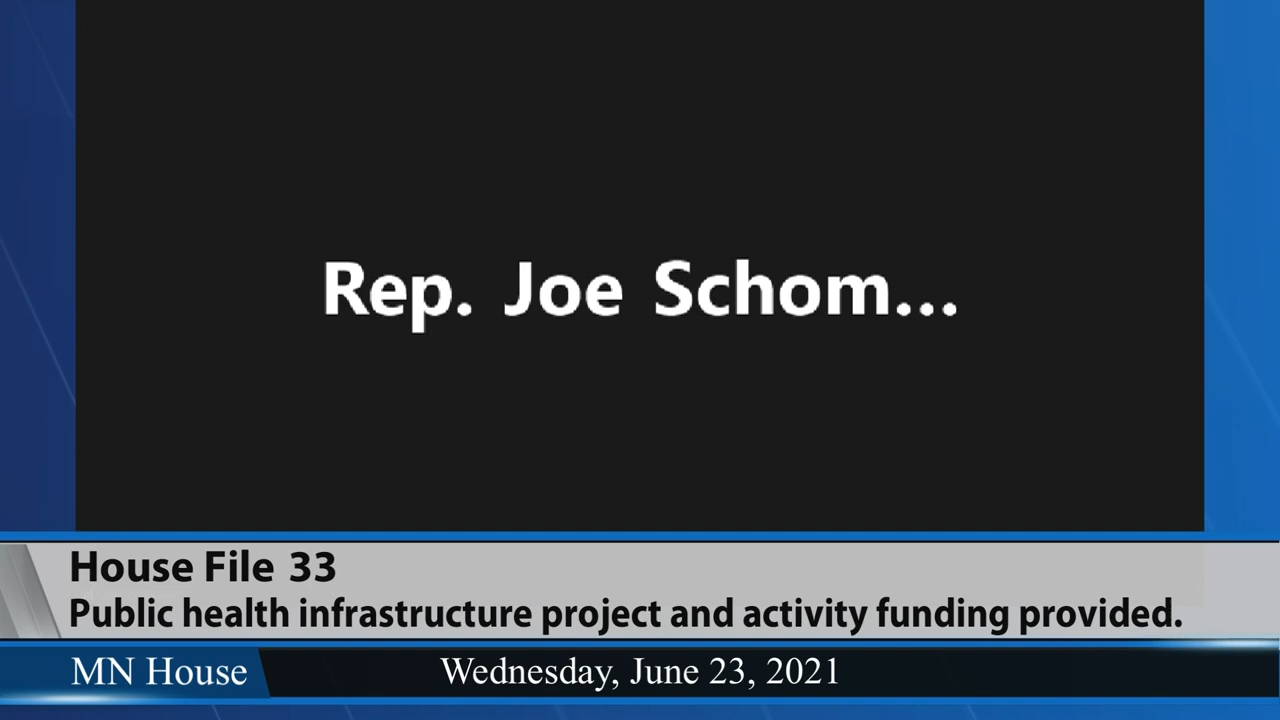 Rep. Joe Schom...
House File 33
Public health infrastructure project and activity funding provided.
MN House
Wednesday, June 23, 2021